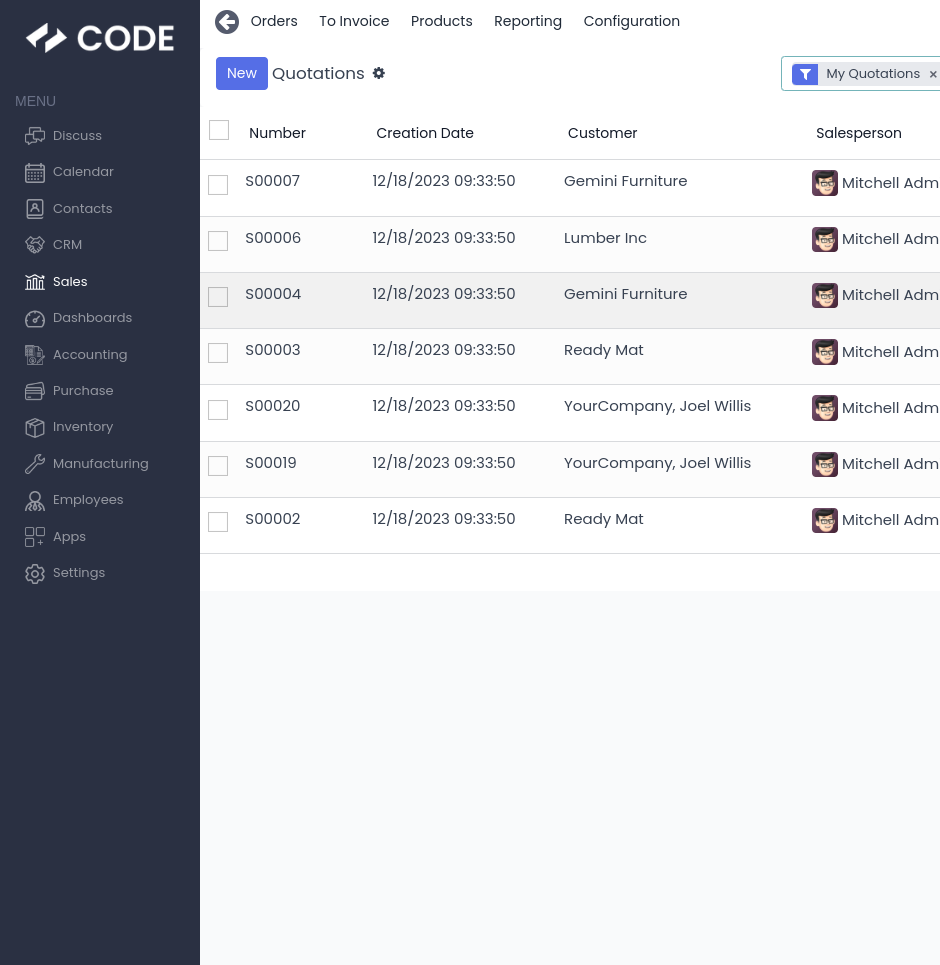 CODE
Orders To Invoice Products Reporting Configuration
New Quotations
My Quotations ×
MENU
Discuss
Calendar
Contacts
CRM
Sales
Dashboards
Accounting
Purchase
Inventory
Manufacturing
Employees
Apps
Settings
Number Creation Date Customer Salesperson
S00007 12/18/2023 09:33:50 Gemini Furniture Mitchell Adm
S00006 12/18/2023 09:33:50 Lumber Inc Mitchell Adm
S00004 12/18/2023 09:33:50 Gemini Furniture Mitchell Adm
S00003 12/18/2023 09:33:50 Ready Mat Mitchell Adm
S00020 12/18/2023 09:33:50 YourCompany, Joel Willis Mitchell Adm
S00019 12/18/2023 09:33:50 YourCompany, Joel Willis Mitchell Adm
S00002 12/18/2023 09:33:50 Ready Mat Mitchell Adm